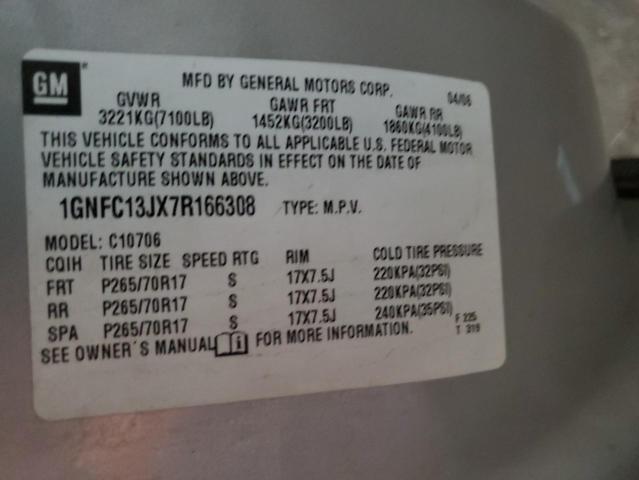 GM
MFD BY GENERAL MOTORS CORP. 04/06
GVWR GAWR FRT GAWR RR
3221KG(7100LB) 1452KG(3200LB) 1860KG(4100LB)
THIS VEHICLE CONFORMS TO ALL APPLICABLE U.S. FEDERAL MOTOR
VEHICLE SAFETY STANDARDS IN EFFECT ON THE DATE OF
MANUFACTURE SHOWN ABOVE.
1GNFC13JX7R166308 TYPE: M.P.V.
MODEL: C10706
CQIH TIRE SIZE SPEED RTG RIM COLD TIRE PRESSURE
FRT P265/70R17 S 17X7.5J 220KPA(32PSI)
RR P265/70R17 S 17X7.5J 220KPA(32PSI)
SPA P265/70R17 S 17X7.5J 240KPA(35PSI)
SEE OWNER´S MANUAL FOR MORE INFORMATION.
F 225
T 319